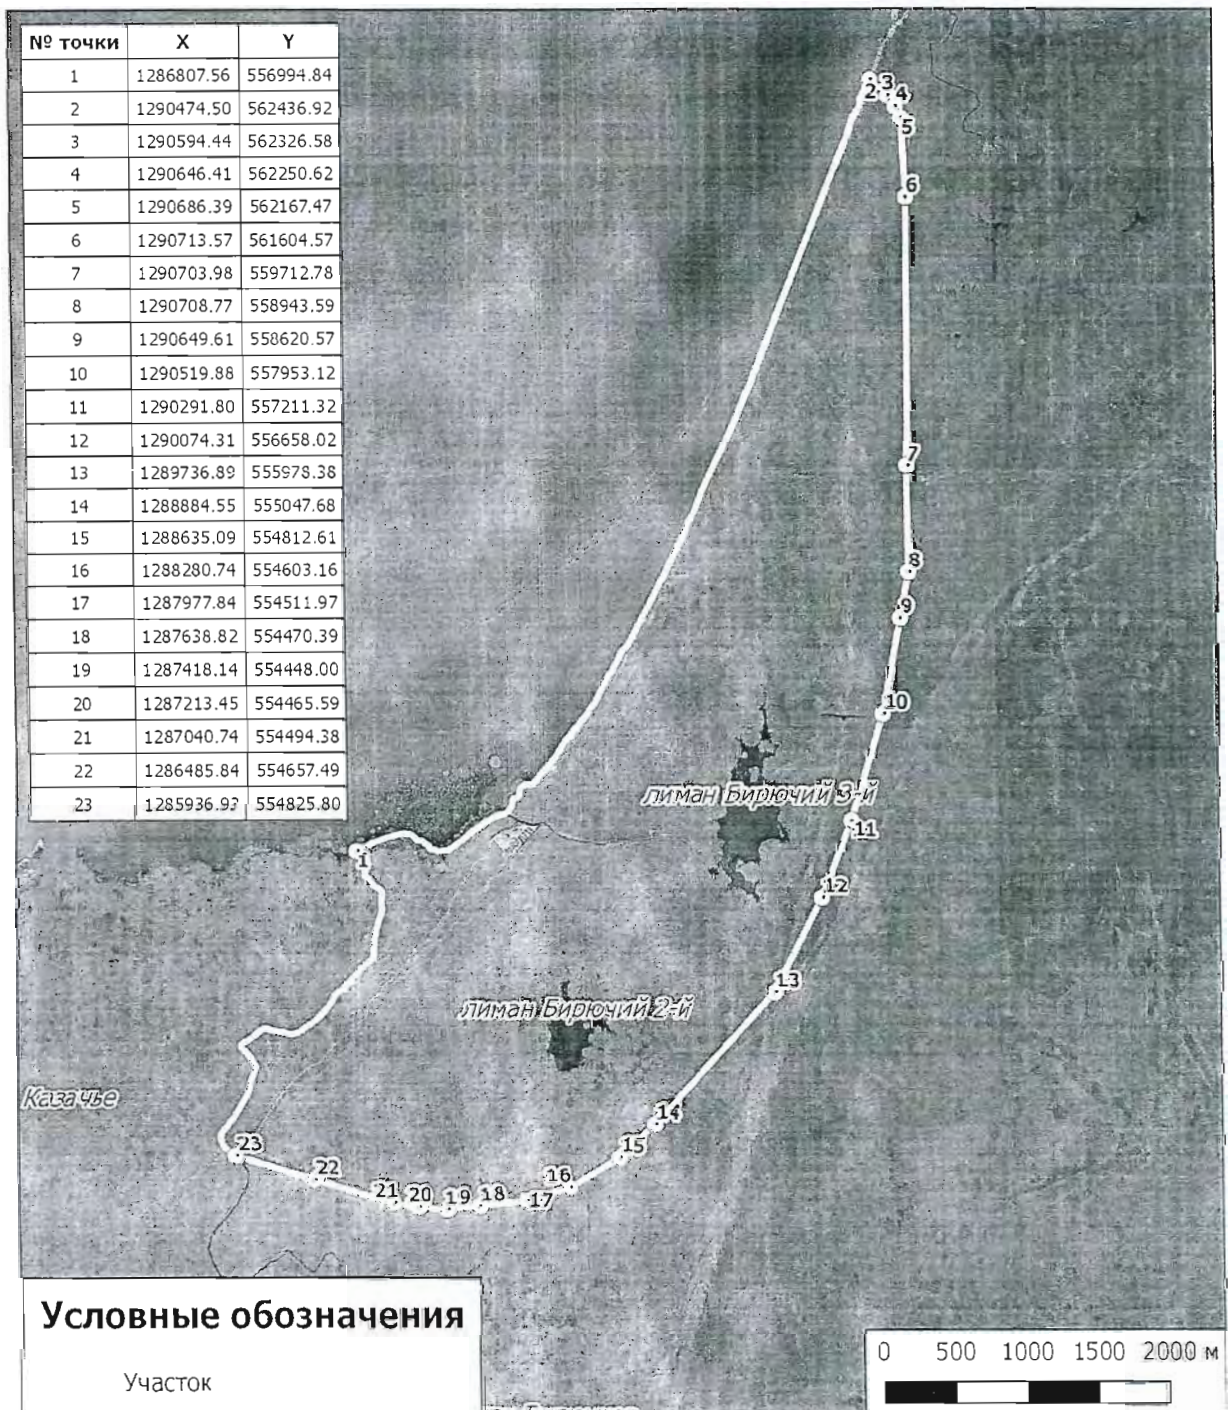 № точки X Y
1 1286807.56 556994.84
2 1290474.50 562436.92
3 1290594.44 562326.58
4 1290646.41 562250.62
5 1290686.39 562167.47
6 1290713.57 561604.57
7 1290703.98 559712.78
8 1290708.77 558943.59
9 1290649.61 558620.57
10 1290519.88 557953.12
11 1290291.80 557211.32
12 1290074.31 556658.02
13 1289736.89 555978.38
14 1288884.55 555047.68
15 1288635.09 554812.61
16 1288280.74 554603.16
17 1287977.84 554511.97
18 1287638.82 554470.39
19 1287418.14 554448.00
20 1287213.45 554465.59
21 1287040.74 554494.38
22 1286485.84 554657.49
23 1285936.93 554825.80
3
2 4
5
6
7
8
9
10
лиман Бирючий 3-й
11
1
12
13
лиман Бирючий 2-й
Казачье
14
15
23
22
16
21 20 19 18 17
Условные обозначения
Участок
0 500 1000 1500 2000 м